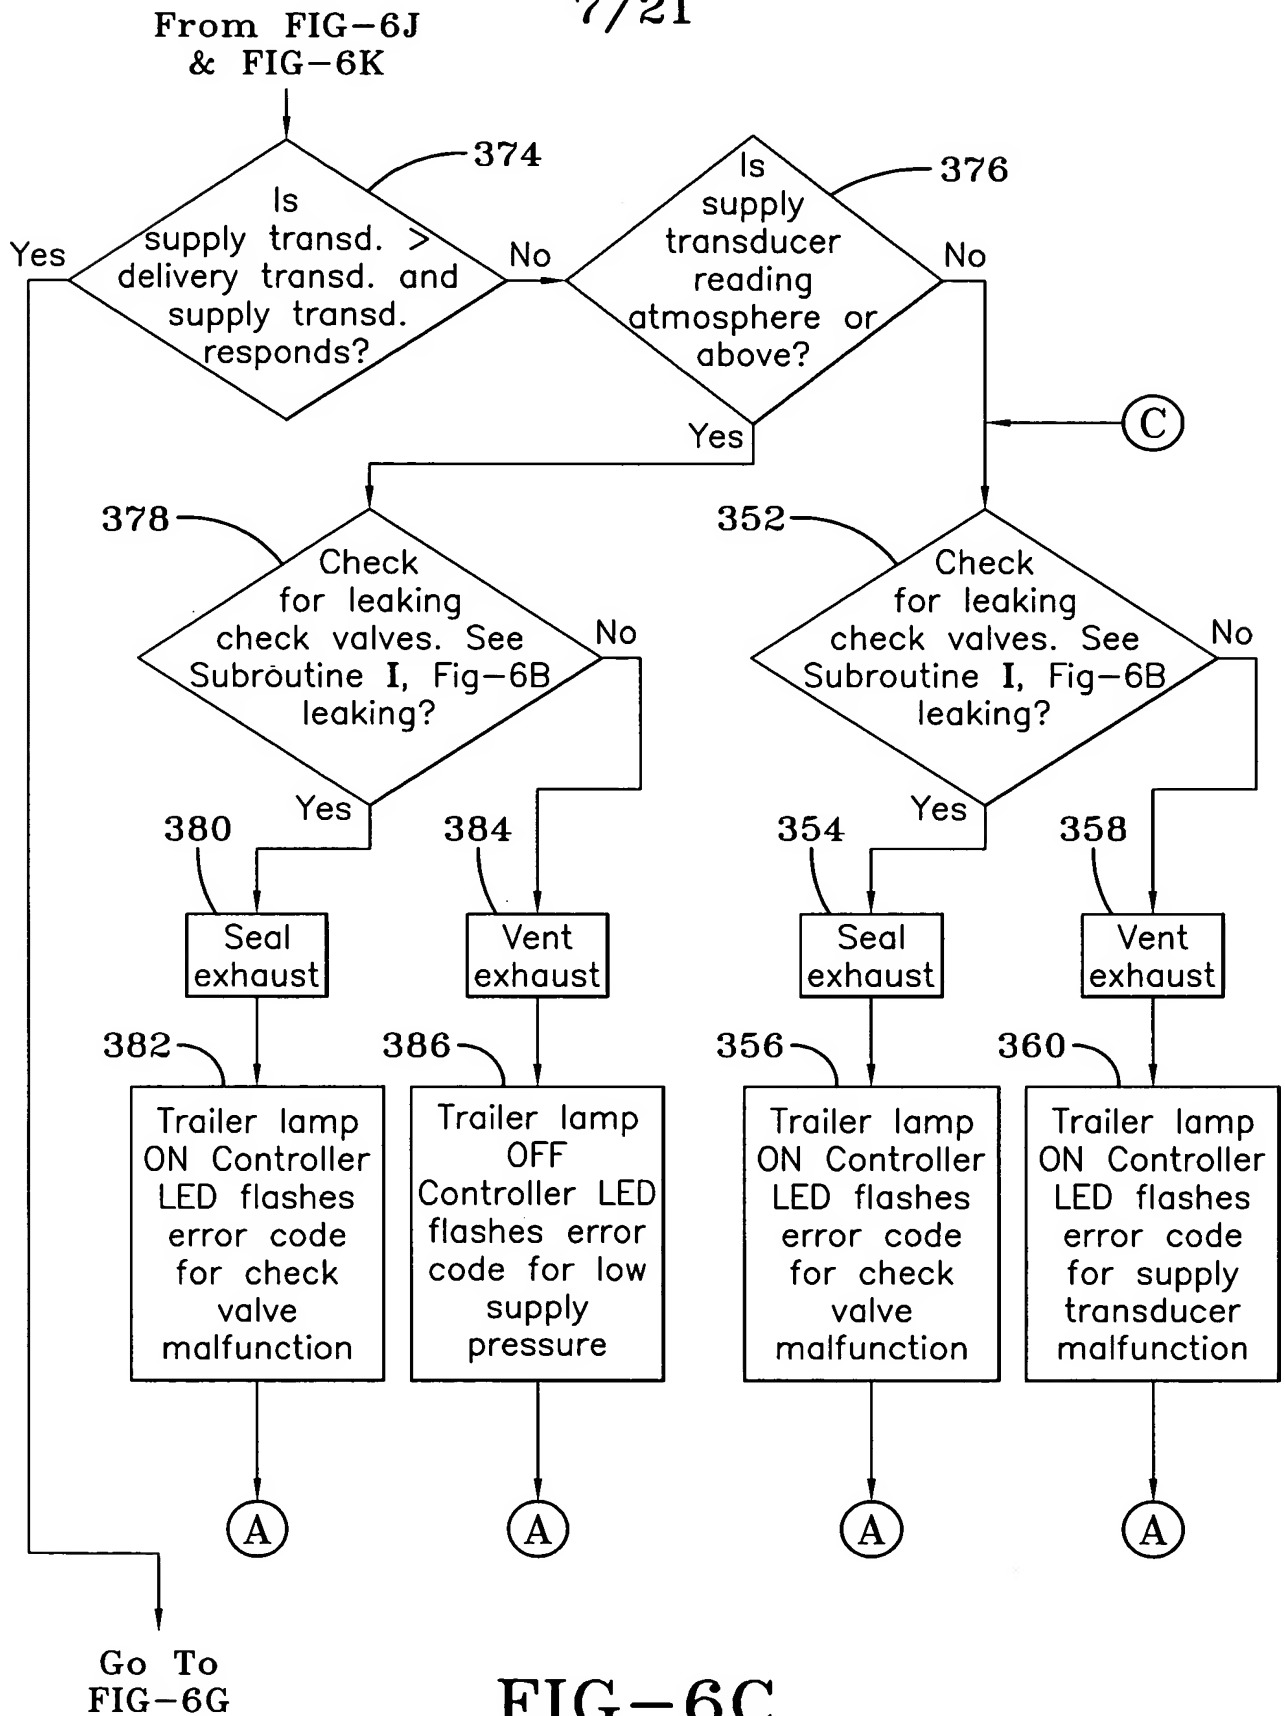 7/21
From FIG-6J
& FIG-6K
374
376
Is
supply transd. >
delivery transd. and
supply transd.
responds?
Yes
No
Is
supply
transducer
reading
atmosphere or
above?
No
Yes
C
378
Check
for leaking
check valves. See
Subroutine I, Fig-6B
leaking?
No
Yes
352
Check
for leaking
check valves. See
Subroutine I, Fig-6B
leaking?
No
Yes
380
Seal
exhaust
384
Vent
exhaust
354
Seal
exhaust
358
Vent
exhaust
382
Trailer lamp
ON Controller
LED flashes
error code
for check
valve
malfunction
386
Trailer lamp
OFF
Controller LED
flashes error
code for low
supply
pressure
356
Trailer lamp
ON Controller
LED flashes
error code
for check
valve
malfunction
360
Trailer lamp
ON Controller
LED flashes
error code
for supply
transducer
malfunction
A
A
A
A
Go To
FIG-6G
FIG-6C